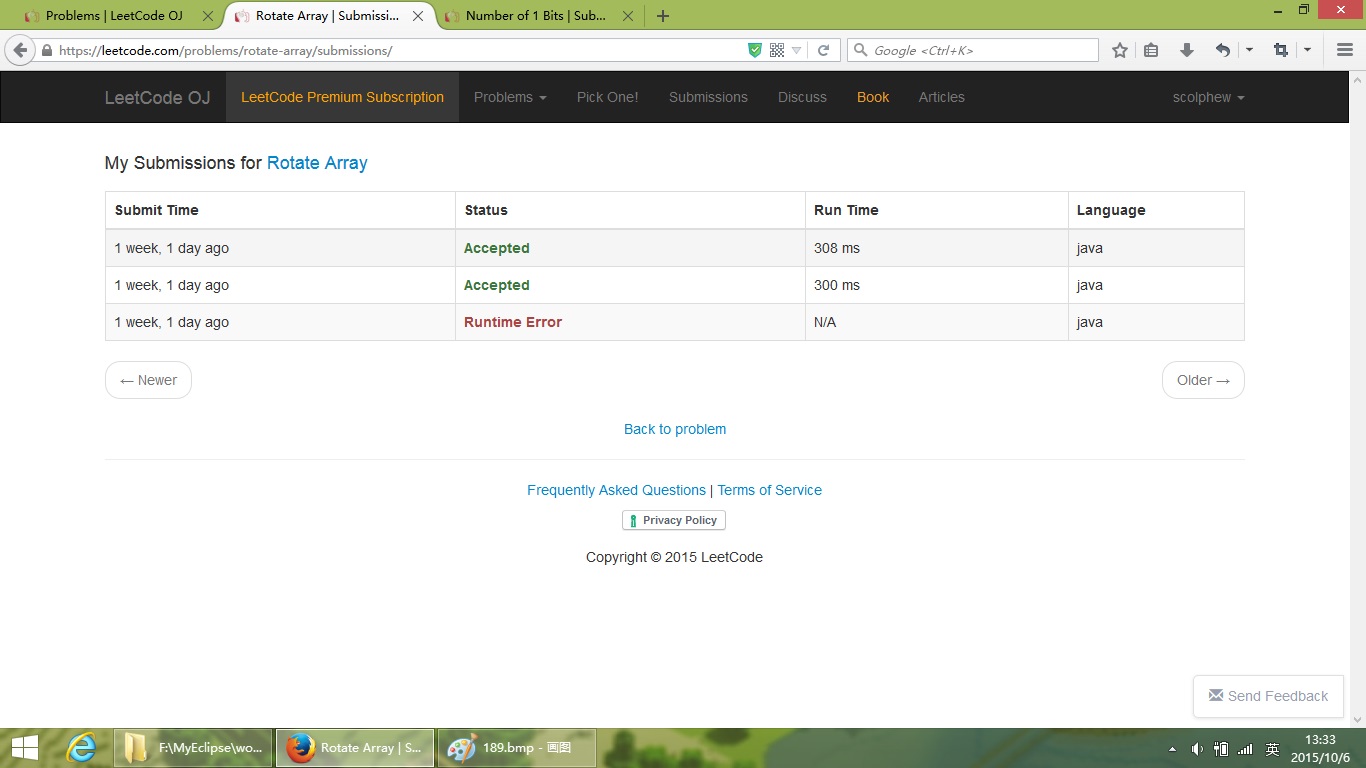 Problems | LeetCode OJ
Rotate Array | Submissi...
Number of 1 Bits | Sub...
https://leetcode.com/problems/rotate-array/submissions/
Google <Ctrl+K>
LeetCode OJ
LeetCode Premium Subscription
Problems
Pick One!
Submissions
Discuss
Book
Articles
scolphew
My Submissions for Rotate Array
Submit Time Status Run Time Language
1 week, 1 day ago Accepted 308 ms java
1 week, 1 day ago Accepted 300 ms java
1 week, 1 day ago Runtime Error N/A java
← Newer
Older →
Back to problem
Frequently Asked Questions | Terms of Service
Privacy Policy
Copyright © 2015 LeetCode
Send Feedback
F:\MyEclipse\wo...
Rotate Array | S...
189.bmp - 画图
英
13:33
2015/10/6